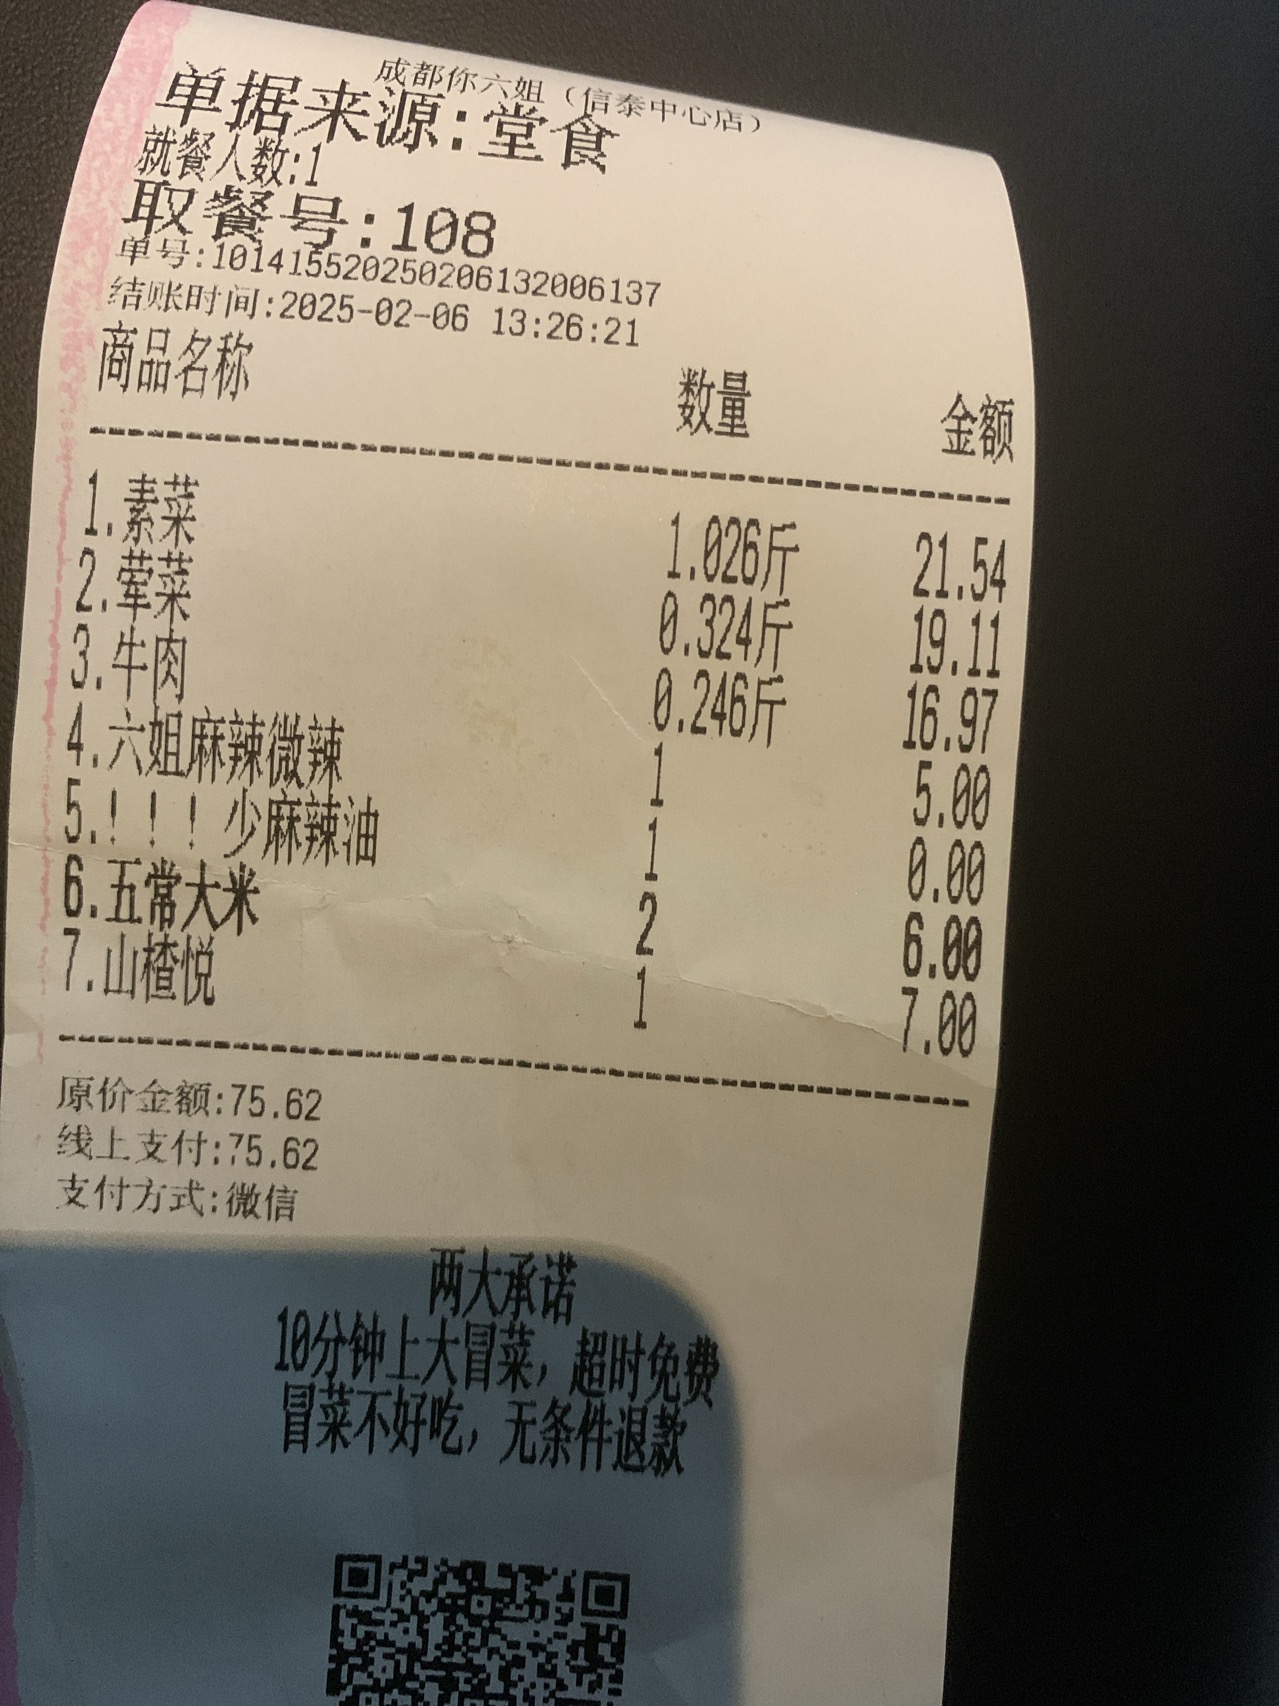 成都你六姐（信泰中心店）
单据来源:堂食
就餐人数:1
取餐号:108
单号:101415520250206132006137
结账时间:2025-02-06 13:26:21
商品名称 数量 金额
1.素菜 1.026斤 21.54
2.荤菜 0.324斤 19.11
3.牛肉 0.246斤 16.97
4.六姐麻辣微辣 1 5.00
5.！！！少麻辣油 1 0.00
6.五常大米 2 6.00
7.山楂悦 1 7.00
原价金额:75.62
线上支付:75.62
支付方式:微信
两大承诺
10分钟上大冒菜，超时免费
冒菜不好吃，无条件退款